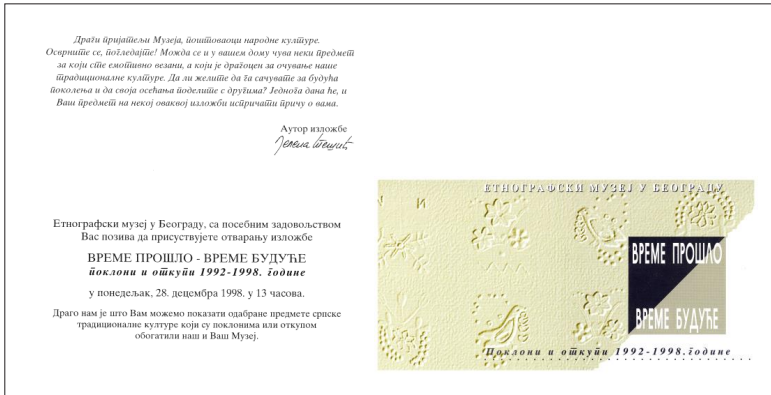 Драги пријатељи Музеја, поштоваоци народне културе.
Осврните се, погледајте! Можда се и у вашем дому чува неки предмет
за који сте емотивно везани, а који је драгоцен за очување наше
традиционалне културе. Да ли желите да га сачувате за будућа
поколења и да своја осећања поделите с другима? Једнога дана ће, и
Ваш предмет на некој оваквој изложби испричати причу о вама.
Аутор изложбе
Јелена Тешић
Етнографски музеј у Београду, са посебним задовољством
Вас позива да присуствујете отварању изложбе
ВРЕМЕ ПРОШЛО - ВРЕМЕ БУДУЋЕ
поклони и откупи 1992-1998. године
у понедељак, 28. децембра 1998. у 13 часова.
Драго нам је што Вам можемо показати одабране предмете српске
традиционалне културе који су поклонима или откупом
обогатили наш и Ваш Музеј.
ЕТНОГРАФСКИ МУЗЕЈ У БЕОГРАДУ
ВРЕМЕ ПРОШЛО
ВРЕМЕ БУДУЋЕ
Поклони и откупи 1992-1998. године